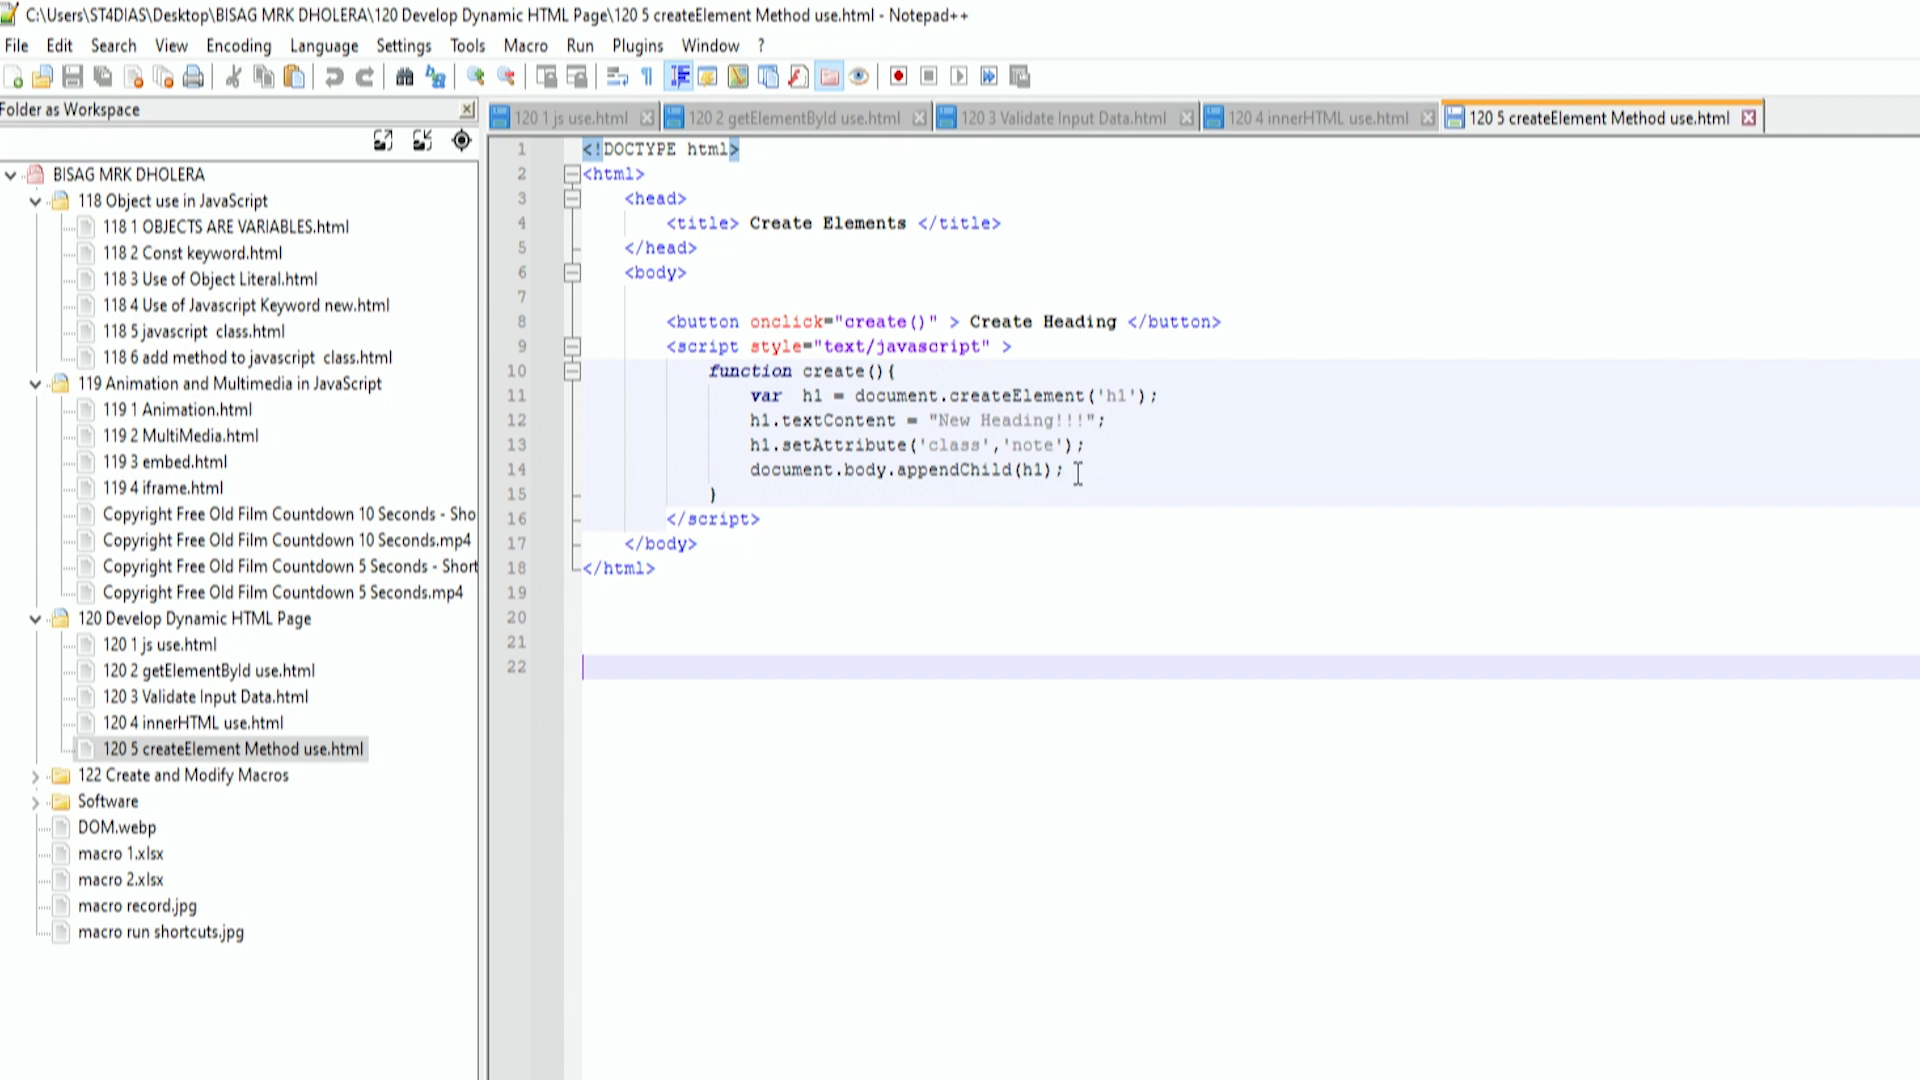 C:\Users\ST4DIAS\Desktop\BISAG MRK DHOLERA\120 Develop Dynamic HTML Page\120 5 createElement Method use.html - Notepad++
File Edit Search View Encoding Language Settings Tools Macro Run Plugins Window ?
Folder as Workspace
BISAG MRK DHOLERA
118 Object use in JavaScript
118 1 OBJECTS ARE VARIABLES.html
118 2 Const keyword.html
118 3 Use of Object Literal.html
118 4 Use of Javascript Keyword new.html
118 5 javascript class.html
118 6 add method to javascript class.html
119 Animation and Multimedia in JavaScript
119 1 Animation.html
119 2 MultiMedia.html
119 3 embed.html
119 4 iframe.html
Copyright Free Old Film Countdown 10 Seconds - Sho
Copyright Free Old Film Countdown 10 Seconds.mp4
Copyright Free Old Film Countdown 5 Seconds - Short
Copyright Free Old Film Countdown 5 Seconds.mp4
120 Develop Dynamic HTML Page
120 1 js use.html
120 2 getElementById use.html
120 3 Validate Input Data.html
120 4 innerHTML use.html
120 5 createElement Method use.html
122 Create and Modify Macros
Software
DOM.webp
macro 1.xlsx
macro 2.xlsx
macro record.jpg
macro run shortcuts.jpg
120 1 js use.html 120 2 getElementById use.html 120 3 Validate Input Data.html 120 4 innerHTML use.html 120 5 createElement Method use.html
1 <!DOCTYPE html>
2 <html>
3 <head>
4 <title> Create Elements </title>
5 </head>
6 <body>
7
8 <button onclick="create()" > Create Heading </button>
9 <script style="text/javascript" >
10 function create(){
11 var h1 = document.createElement('h1');
12 h1.textContent = "New Heading!!!";
13 h1.setAttribute('class','note');
14 document.body.appendChild(h1);
15 }
16 </script>
17 </body>
18 </html>
19
20
21
22